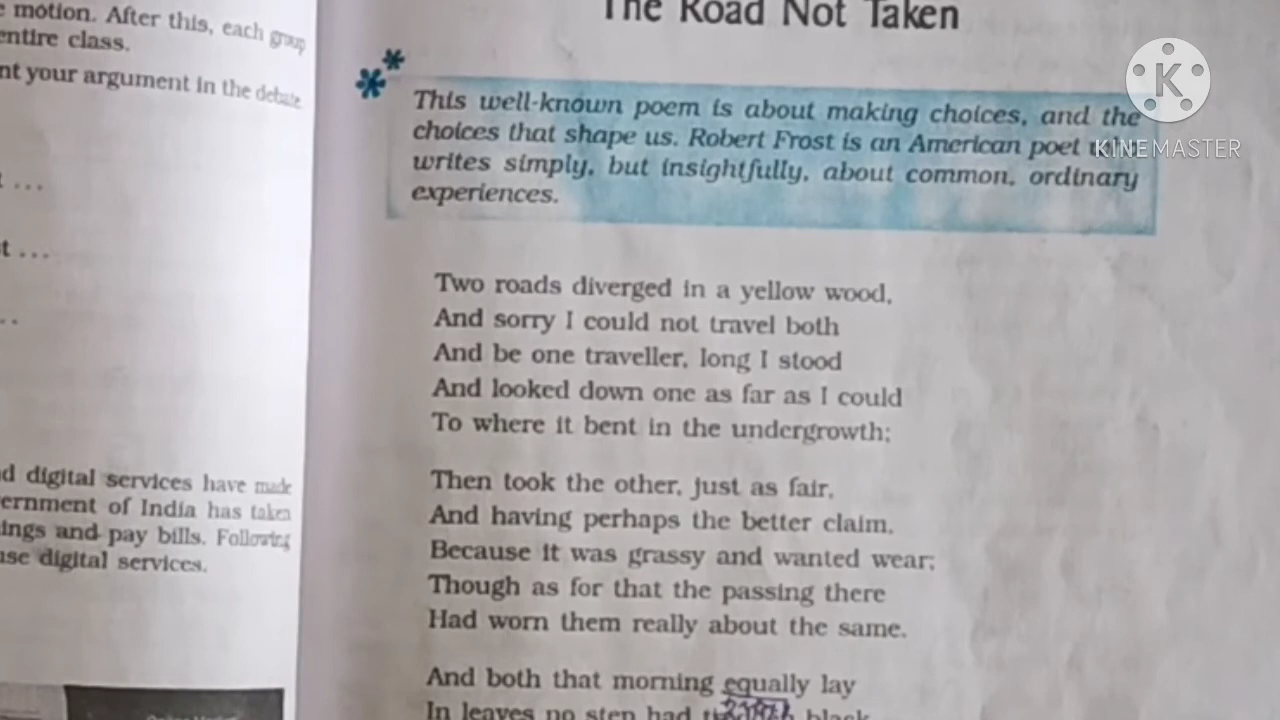 motion. After this, each group
entire class.
nt your argument in the debate
t ...
t ...
..
d digital services have made
ernment of India has taken
ings and pay bills. Following
use digital services.
The Road Not Taken
This well-known poem is about making choices, and the
choices that shape us. Robert Frost is an American poet
writes simply, but insightfully, about common, ordinary
experiences.
Two roads diverged in a yellow wood,
And sorry I could not travel both
And be one traveller, long I stood
And looked down one as far as I could
To where it bent in the undergrowth;
Then took the other, just as fair,
And having perhaps the better claim,
Because it was grassy and wanted wear;
Though as for that the passing there
Had worn them really about the same,
And both that morning equally lay
In leaves no step had black
K
KINEMASTER